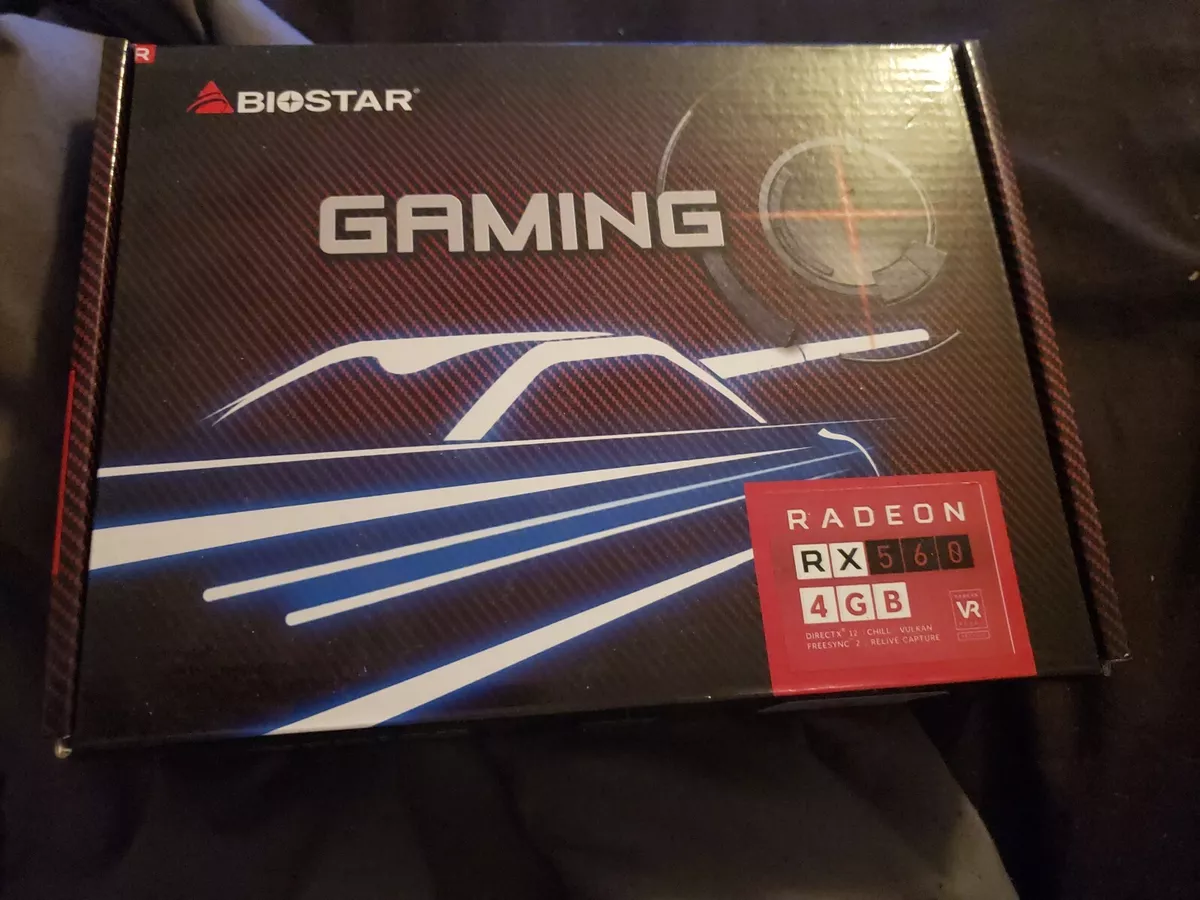 R
BIOSTAR®
GAMING
RADEON
RX 560
4GB
VR
DIRECTX® 12 / CHILL / VULKAN
FREESYNC 2 / RELIVE CAPTURE